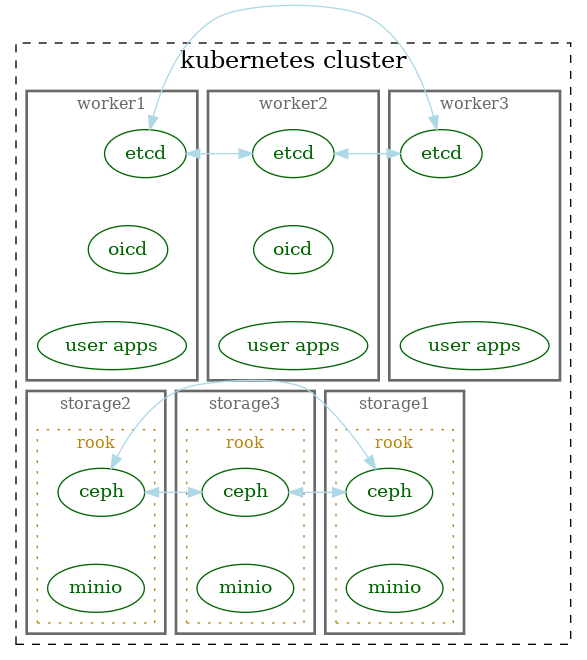 kubernetes cluster
worker1
etcd
oicd
user apps
worker2
etcd
oicd
user apps
worker3
etcd
user apps
storage2
rook
ceph
minio
storage3
rook
ceph
minio
storage1
rook
ceph
minio